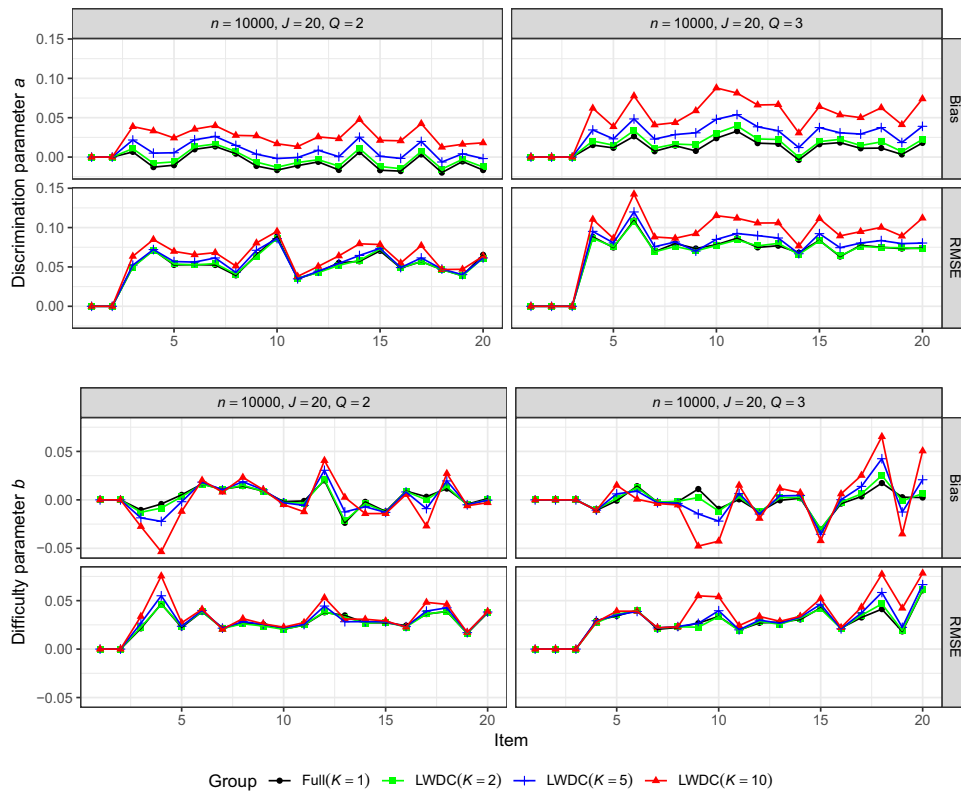 n = 10000, J = 20, Q = 2
n = 10000, J = 20, Q = 3
Discrimination parameter a
0.15
0.10
0.05
0.00
Bias
0.15
0.10
0.05
0.00
RMSE
5 10 15 20
5 10 15 20
n = 10000, J = 20, Q = 2
n = 10000, J = 20, Q = 3
Difficulty parameter b
0.05
0.00
−0.05
Bias
0.05
0.00
−0.05
RMSE
5 10 15 20
5 10 15 20
Item
Group Full(K = 1) LWDC(K = 2) LWDC(K = 5) LWDC(K = 10)